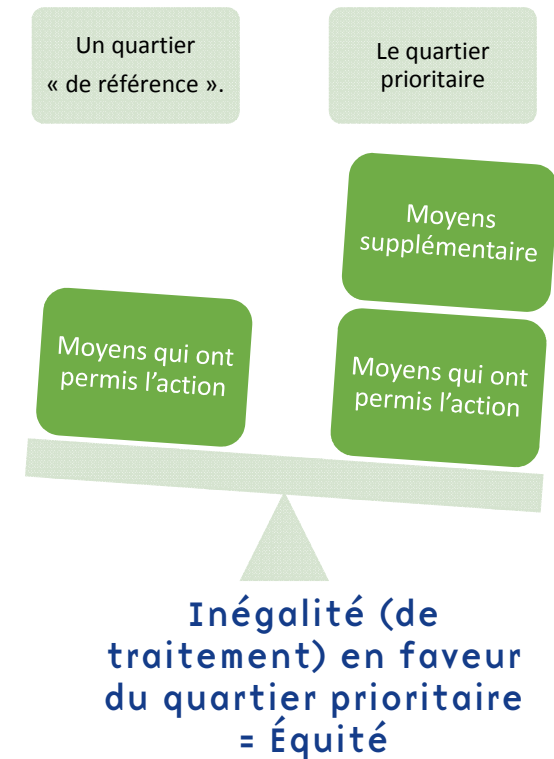 Un quartier
« de référence ».
Le quartier
prioritaire
Moyens
supplémentaire
Moyens qui ont
permis l’action
Moyens qui ont
permis l’action
Inégalité (de
traitement) en faveur
du quartier prioritaire
= Équité